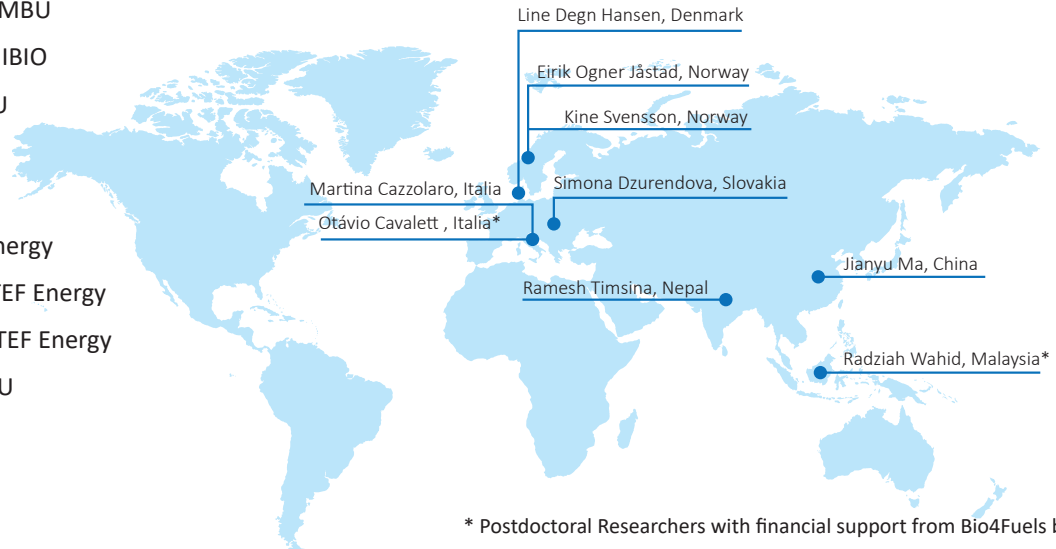 MBU
IBIO
U
nergy
TEF Energy
TEF Energy
U
Line Degn Hansen, Denmark
Eirik Ogner Jåstad, Norway
Kine Svensson, Norway
Martina Cazzolaro, Italia
Simona Dzurendova, Slovakia
Otávio Cavalett , Italia*
Jianyu Ma, China
Ramesh Timsina, Nepal
Radziah Wahid, Malaysia*
* Postdoctoral Researchers with financial support from Bio4Fuels b